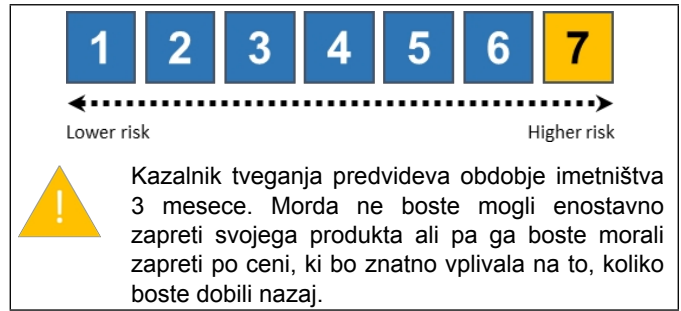 1 2 3 4 5 6 7
Lower risk Higher risk
! Kazalnik tveganja predvideva obdobje imetništva
3 mesece. Morda ne boste mogli enostavno
zapreti svojega produkta ali pa ga boste morali
zapreti po ceni, ki bo znatno vplivala na to, koliko
boste dobili nazaj.